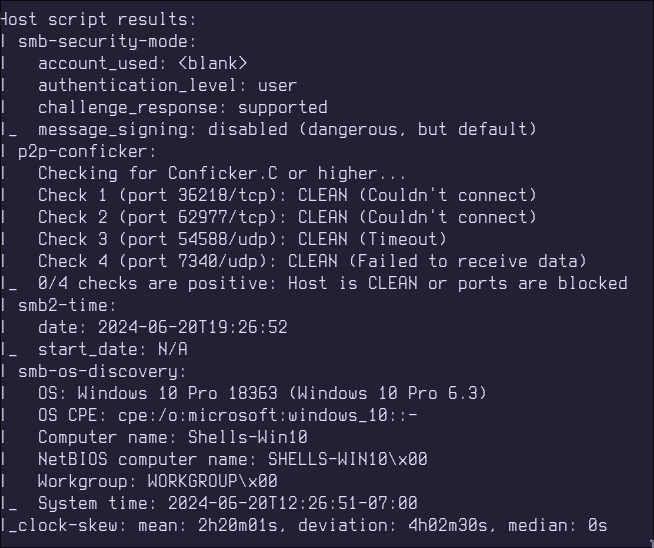 Host script results:
| smb-security-mode:
|   account_used: <blank>
|   authentication_level: user
|   challenge_response: supported
|_  message_signing: disabled (dangerous, but default)
| p2p-conficker:
|   Checking for Conficker.C or higher...
|   Check 1 (port 36218/tcp): CLEAN (Couldn't connect)
|   Check 2 (port 62977/tcp): CLEAN (Couldn't connect)
|   Check 3 (port 54588/udp): CLEAN (Timeout)
|   Check 4 (port 7340/udp): CLEAN (Failed to receive data)
|_  0/4 checks are positive: Host is CLEAN or ports are blocked
| smb2-time:
|   date: 2024-06-20T19:26:52
|_  start_date: N/A
| smb-os-discovery:
|   OS: Windows 10 Pro 18363 (Windows 10 Pro 6.3)
|   OS CPE: cpe:/o:microsoft:windows_10::-
|   Computer name: Shells-Win10
|   NetBIOS computer name: SHELLS-WIN10\x00
|   Workgroup: WORKGROUP\x00
|_  System time: 2024-06-20T12:26:51-07:00
|_clock-skew: mean: 2h20m01s, deviation: 4h02m30s, median: 0s